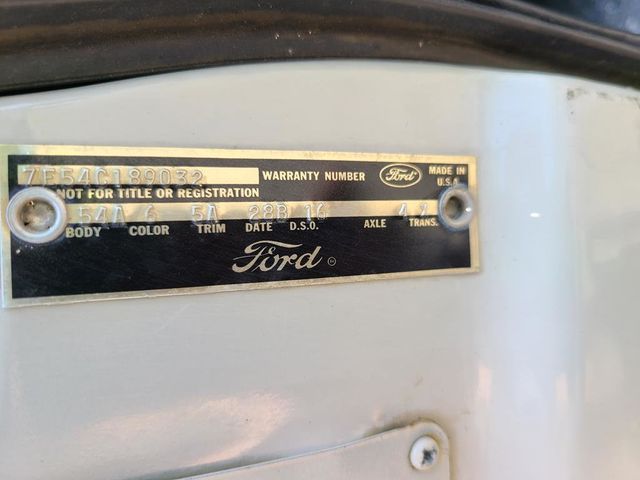 7E54C189032 WARRANTY NUMBER Ford MADE IN U.S.A.
NOT FOR TITLE OR REGISTRATION
54A 6 5A 28B 16 4
BODY COLOR TRIM DATE D.S.O. AXLE TRANS.
Ford